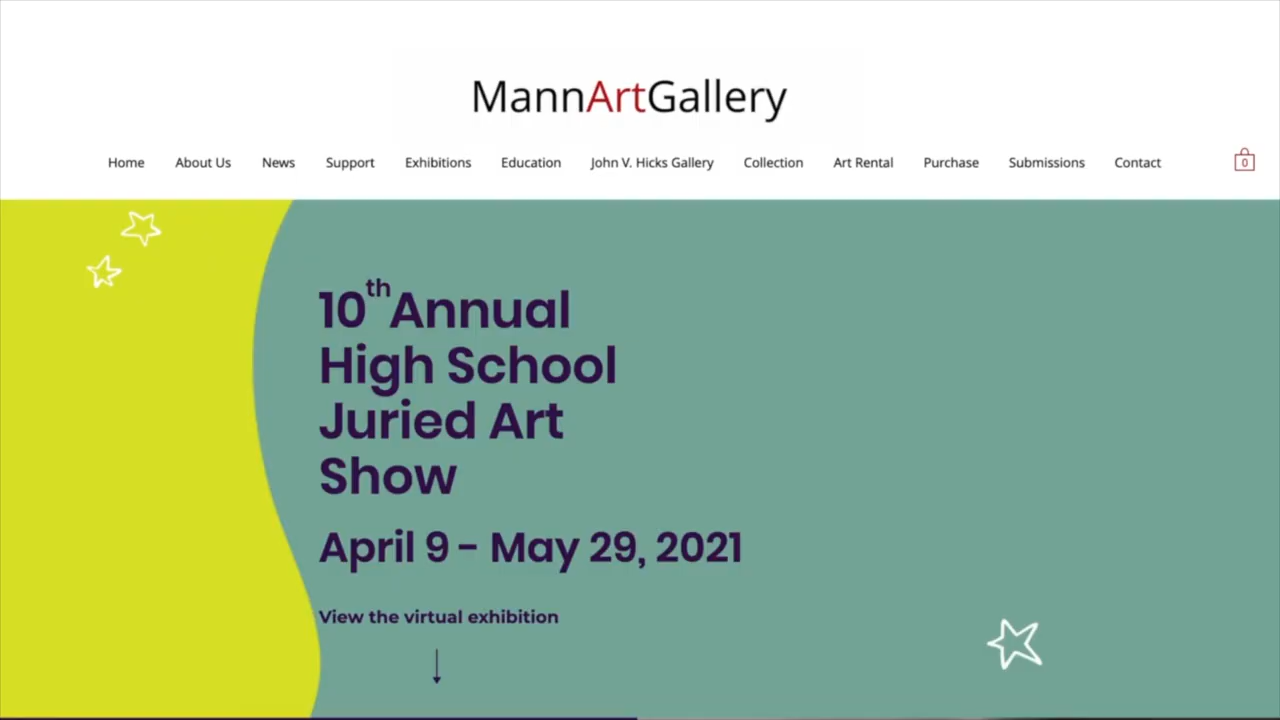 MannArtGallery
Home About Us News Support Exhibitions Education John V. Hicks Gallery Collection Art Rental Purchase Submissions Contact 0
10th Annual
High School
Juried Art
Show
April 9 - May 29, 2021
View the virtual exhibition